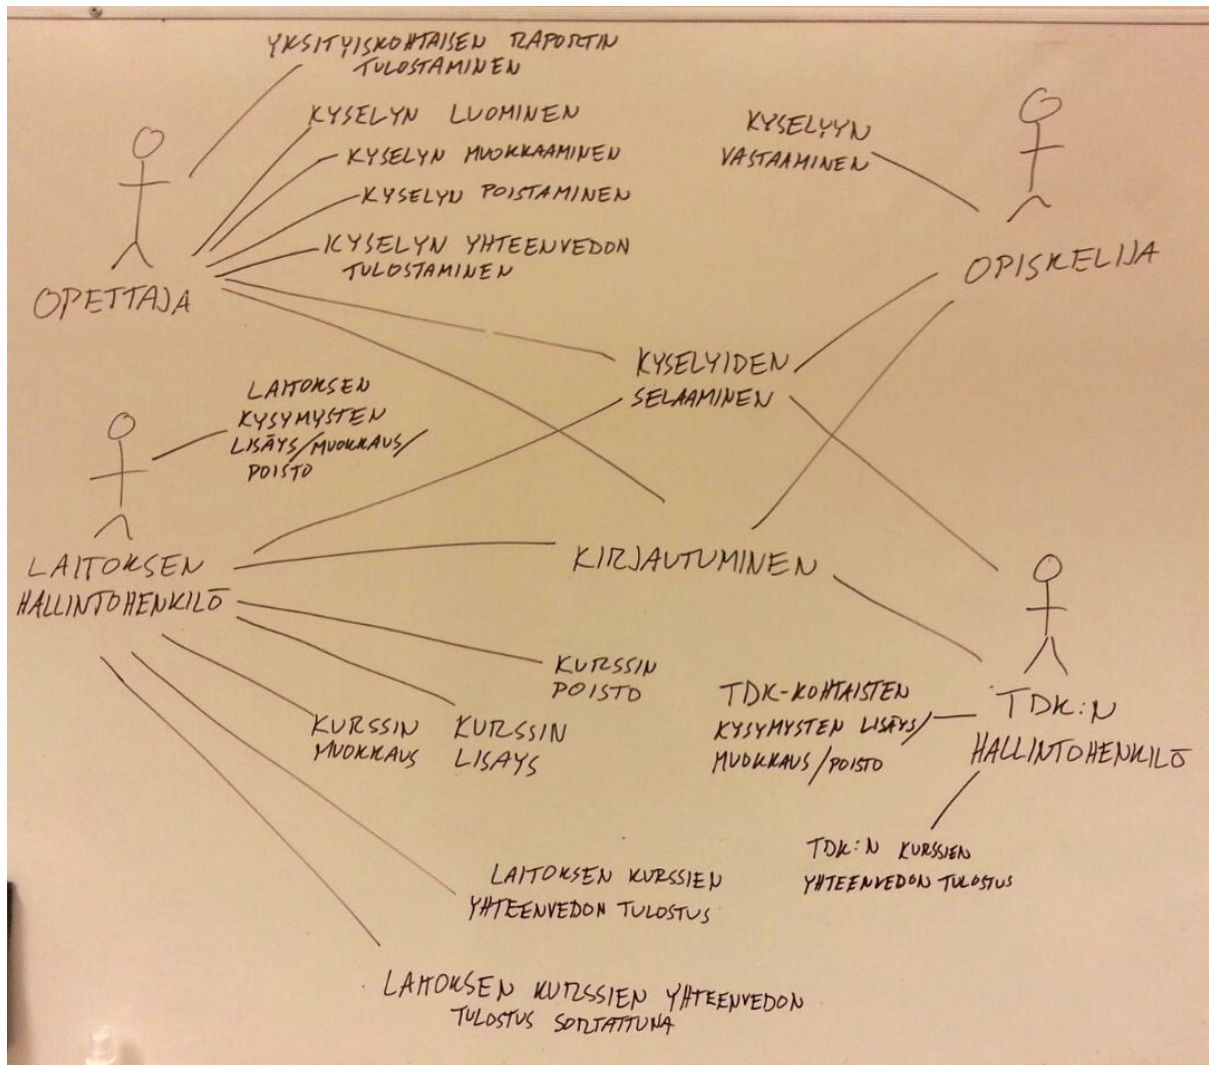 YKSITYISKOHTAISEN RAPORTIN
TULOSTAMINEN
KYSELYN LUOMINEN
KYSELYN MUOKKAAMINEN
KYSELYN POISTAMINEN
KYSELYN YHTEENVEDON
TULOSTAMINEN
OPETTAJA
KYSELYYN
VASTAAMINEN
OPISKELIJA
KYSELYIDEN
SELAAMINEN
LAITOKSEN
KYSYMYSTEN
LISÄYS/MUOKKAUS/
POISTO
LAITOKSEN
HALLINTOHENKILÖ
KIRJAUTUMINEN
KURSSIN
POISTO
KURSSIN
MUOKKAUS
KURSSIN
LISÄYS
TDK-KOHTAISTEN
KYSYMYSTEN LISÄYS/
MUOKKAUS/POISTO
TDK:N
HALLINTOHENKILÖ
TDK:N KURSSIEN
YHTEENVEDON TULOSTUS
LAITOKSEN KURSSIEN
YHTEENVEDON TULOSTUS
LAITOKSEN KURSSIEN YHTEENVEDON
TULOSTUS SORTATTUNA